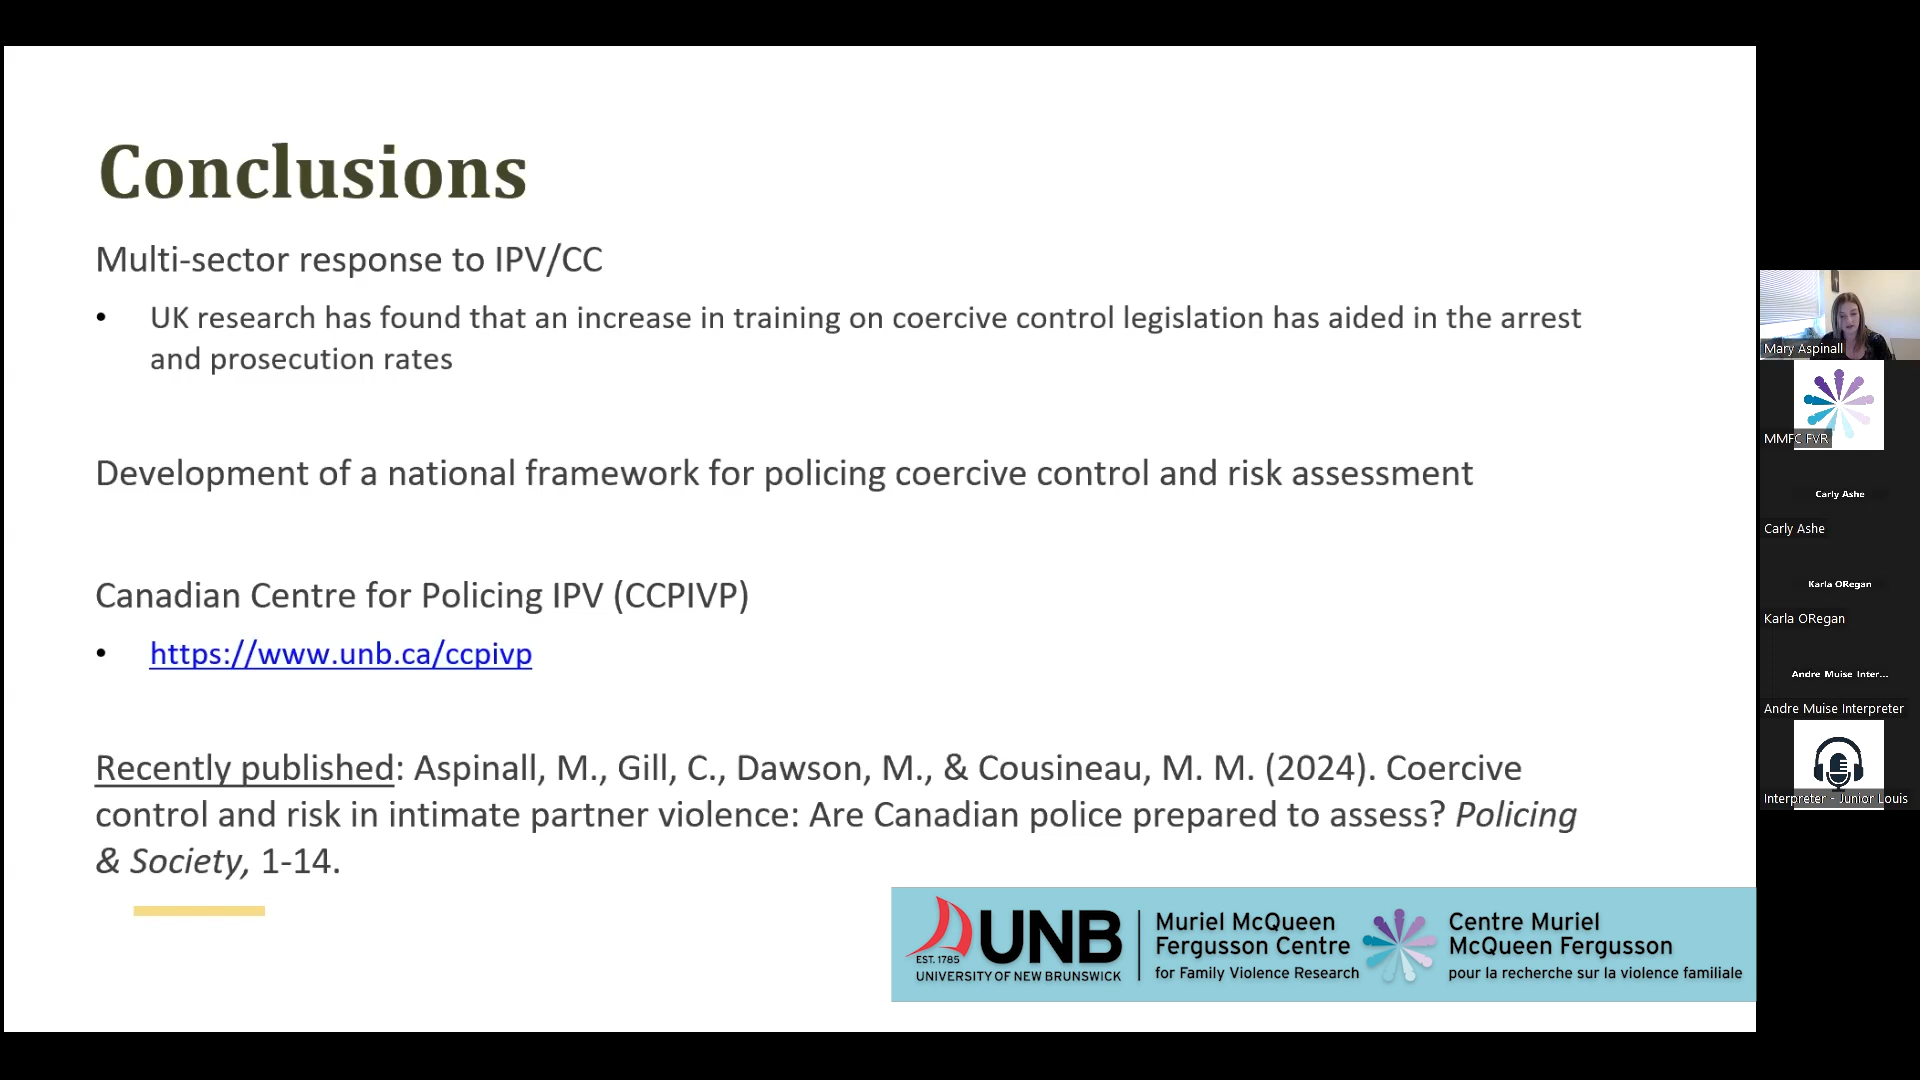 Conclusions
Multi-sector response to IPV/CC
• UK research has found that an increase in training on coercive control legislation has aided in the arrest
and prosecution rates
Development of a national framework for policing coercive control and risk assessment
Canadian Centre for Policing IPV (CCPIVP)
• https://www.unb.ca/ccpivp
Recently published: Aspinall, M., Gill, C., Dawson, M., & Cousineau, M. M. (2024). Coercive
control and risk in intimate partner violence: Are Canadian police prepared to assess? Policing
& Society, 1-14.
EST. 1785
UNB
UNIVERSITY OF NEW BRUNSWICK
Muriel McQueen
Fergusson Centre
for Family Violence Research
Centre Muriel
McQueen Fergusson
pour la recherche sur la violence familiale
Mary Aspinall
MMFC FVR
Carly Ashe
Carly Ashe
Karla ORegan
Karla ORegan
Andre Muise Inter...
Andre Muise Interpreter
Interpreter - Junior Louis